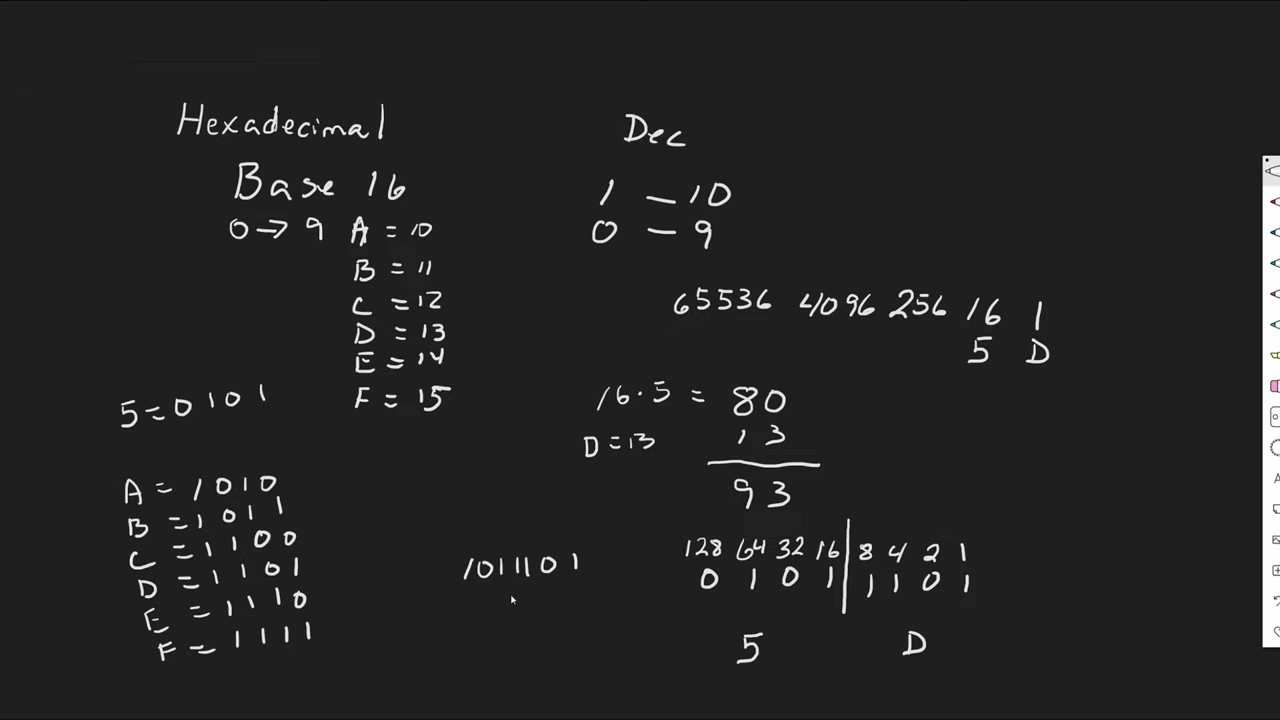 Hexadecimal
Base 16
0 → 9 A = 10
B = 11
C = 12
D = 13
E = 14
F = 15
5 = 0101
A = 1010
B = 1011
C = 1100
D = 1101
E = 1110
F = 1111
Dec
1 — 10
0 — 9
65536 4096 256 16 1
5 D
16 · 5 = 80
D = 13 13
93
1011101
128 64 32 16 | 8 4 2 1
0 1 0 1 | 1 1 0 1
5 D